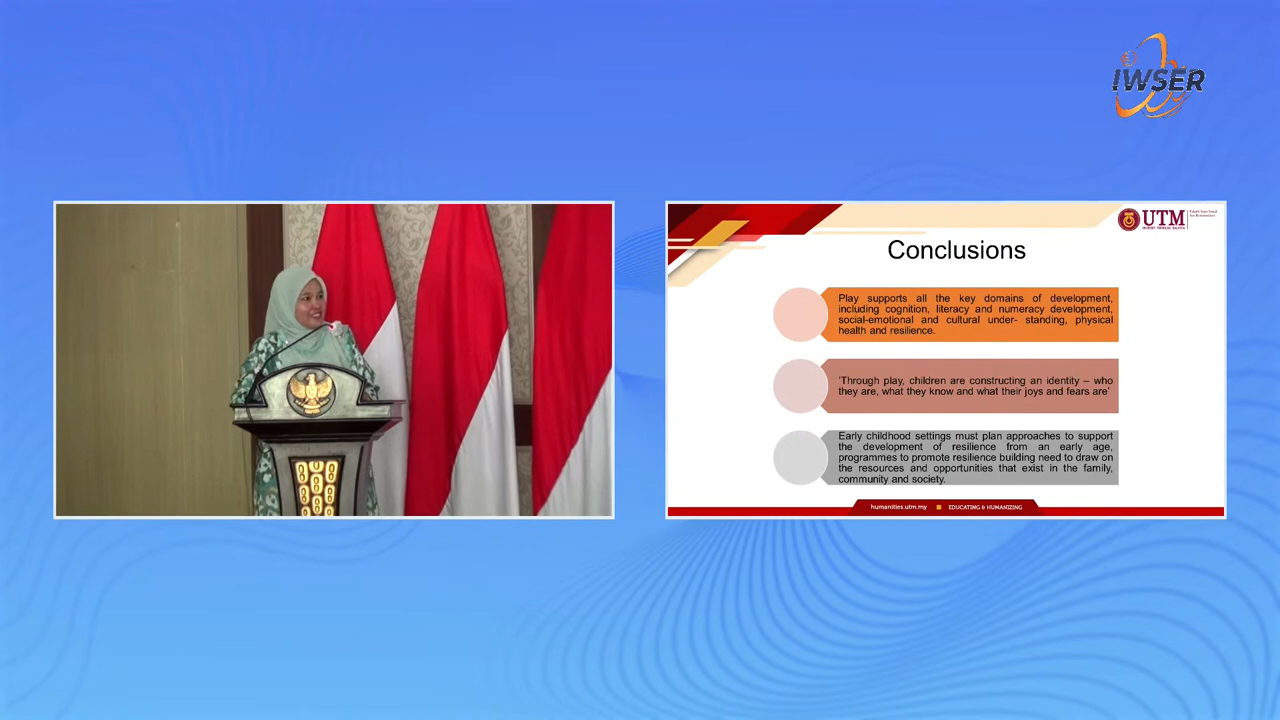 IWSER
UTM
UNIVERSITI TEKNOLOGI MALAYSIA
Conclusions
Play supports all the key domains of development,
including cognition, literacy and numeracy development,
social-emotional and cultural under- standing, physical
health and resilience.
'Through play, children are constructing an identity – who
they are, what they know and what their joys and fears are'
Early childhood settings must plan approaches to support
the development of resilience from an early age,
programmes to promote resilience building need to draw on
the resources and opportunities that exist in the family,
community and society.
humanities.utm.my EDUCATING & HUMANIZING